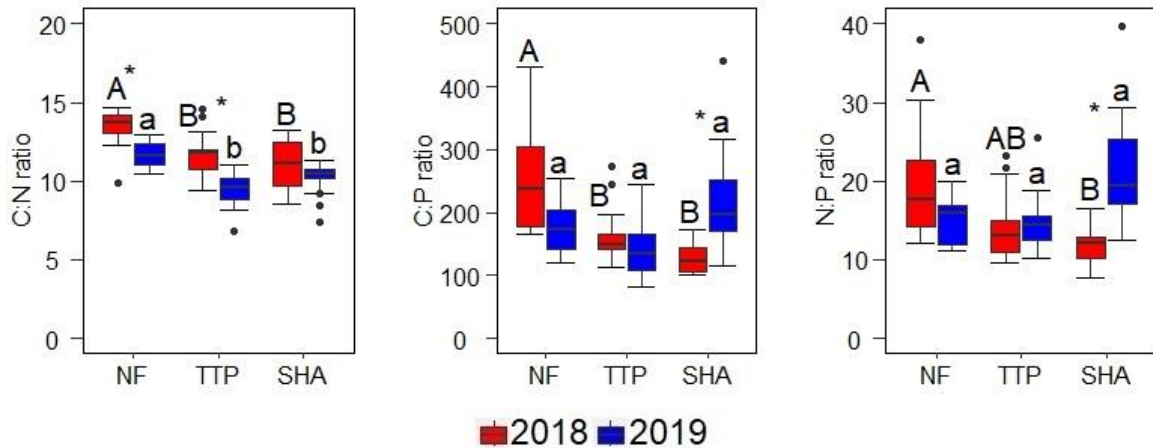 C:N ratio
20
15
10
5
0
A*
a
B*
b
B
b
NF TTP SHA
C:P ratio
500
400
300
200
100
0
A
a
B
a
B
*
a
NF TTP SHA
N:P ratio
40
30
20
10
0
A
a
AB
a
B
*
a
NF TTP SHA
2018 2019